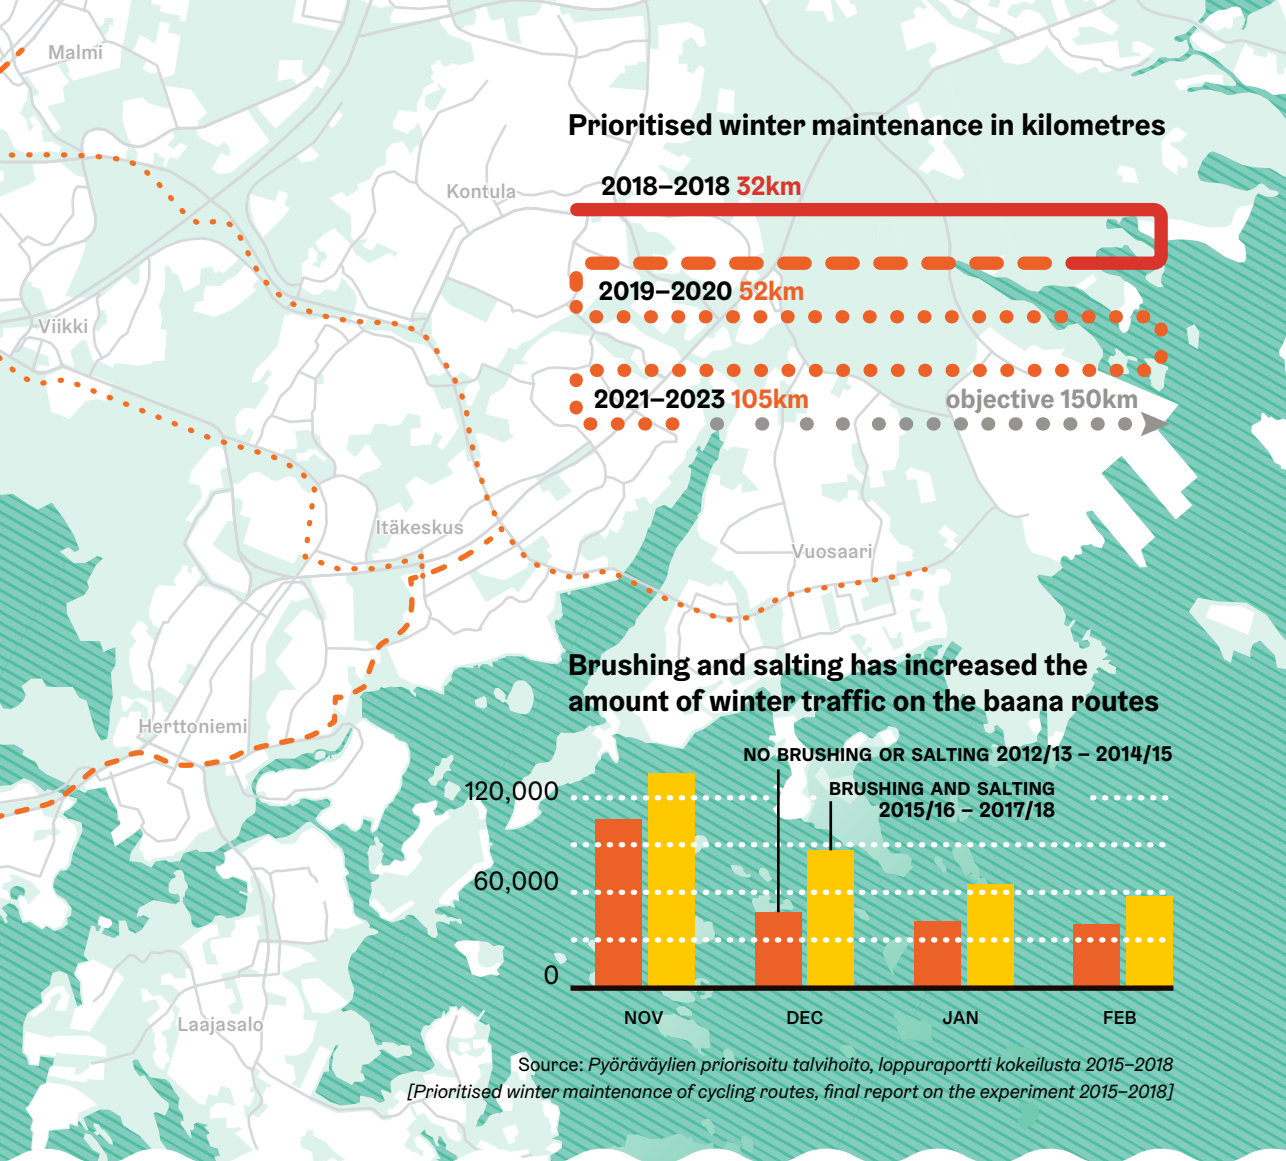 Malmi
Prioritised winter maintenance in kilometres
Kontula
2018–2018 32km
2019–2020 52km
Viikki
2021–2023 105km
objective 150km
Itäkeskus
Vuosaari
Brushing and salting has increased the
amount of winter traffic on the baana routes
Herttoniemi
NO BRUSHING OR SALTING 2012/13 – 2014/15
BRUSHING AND SALTING
2015/16 – 2017/18
120,000
60,000
0
NOV
DEC
JAN
FEB
Laajasalo
Source: Pyöräväylien priorisoitu talvihoito, loppuraportti kokeilusta 2015–2018
[Prioritised winter maintenance of cycling routes, final report on the experiment 2015–2018]